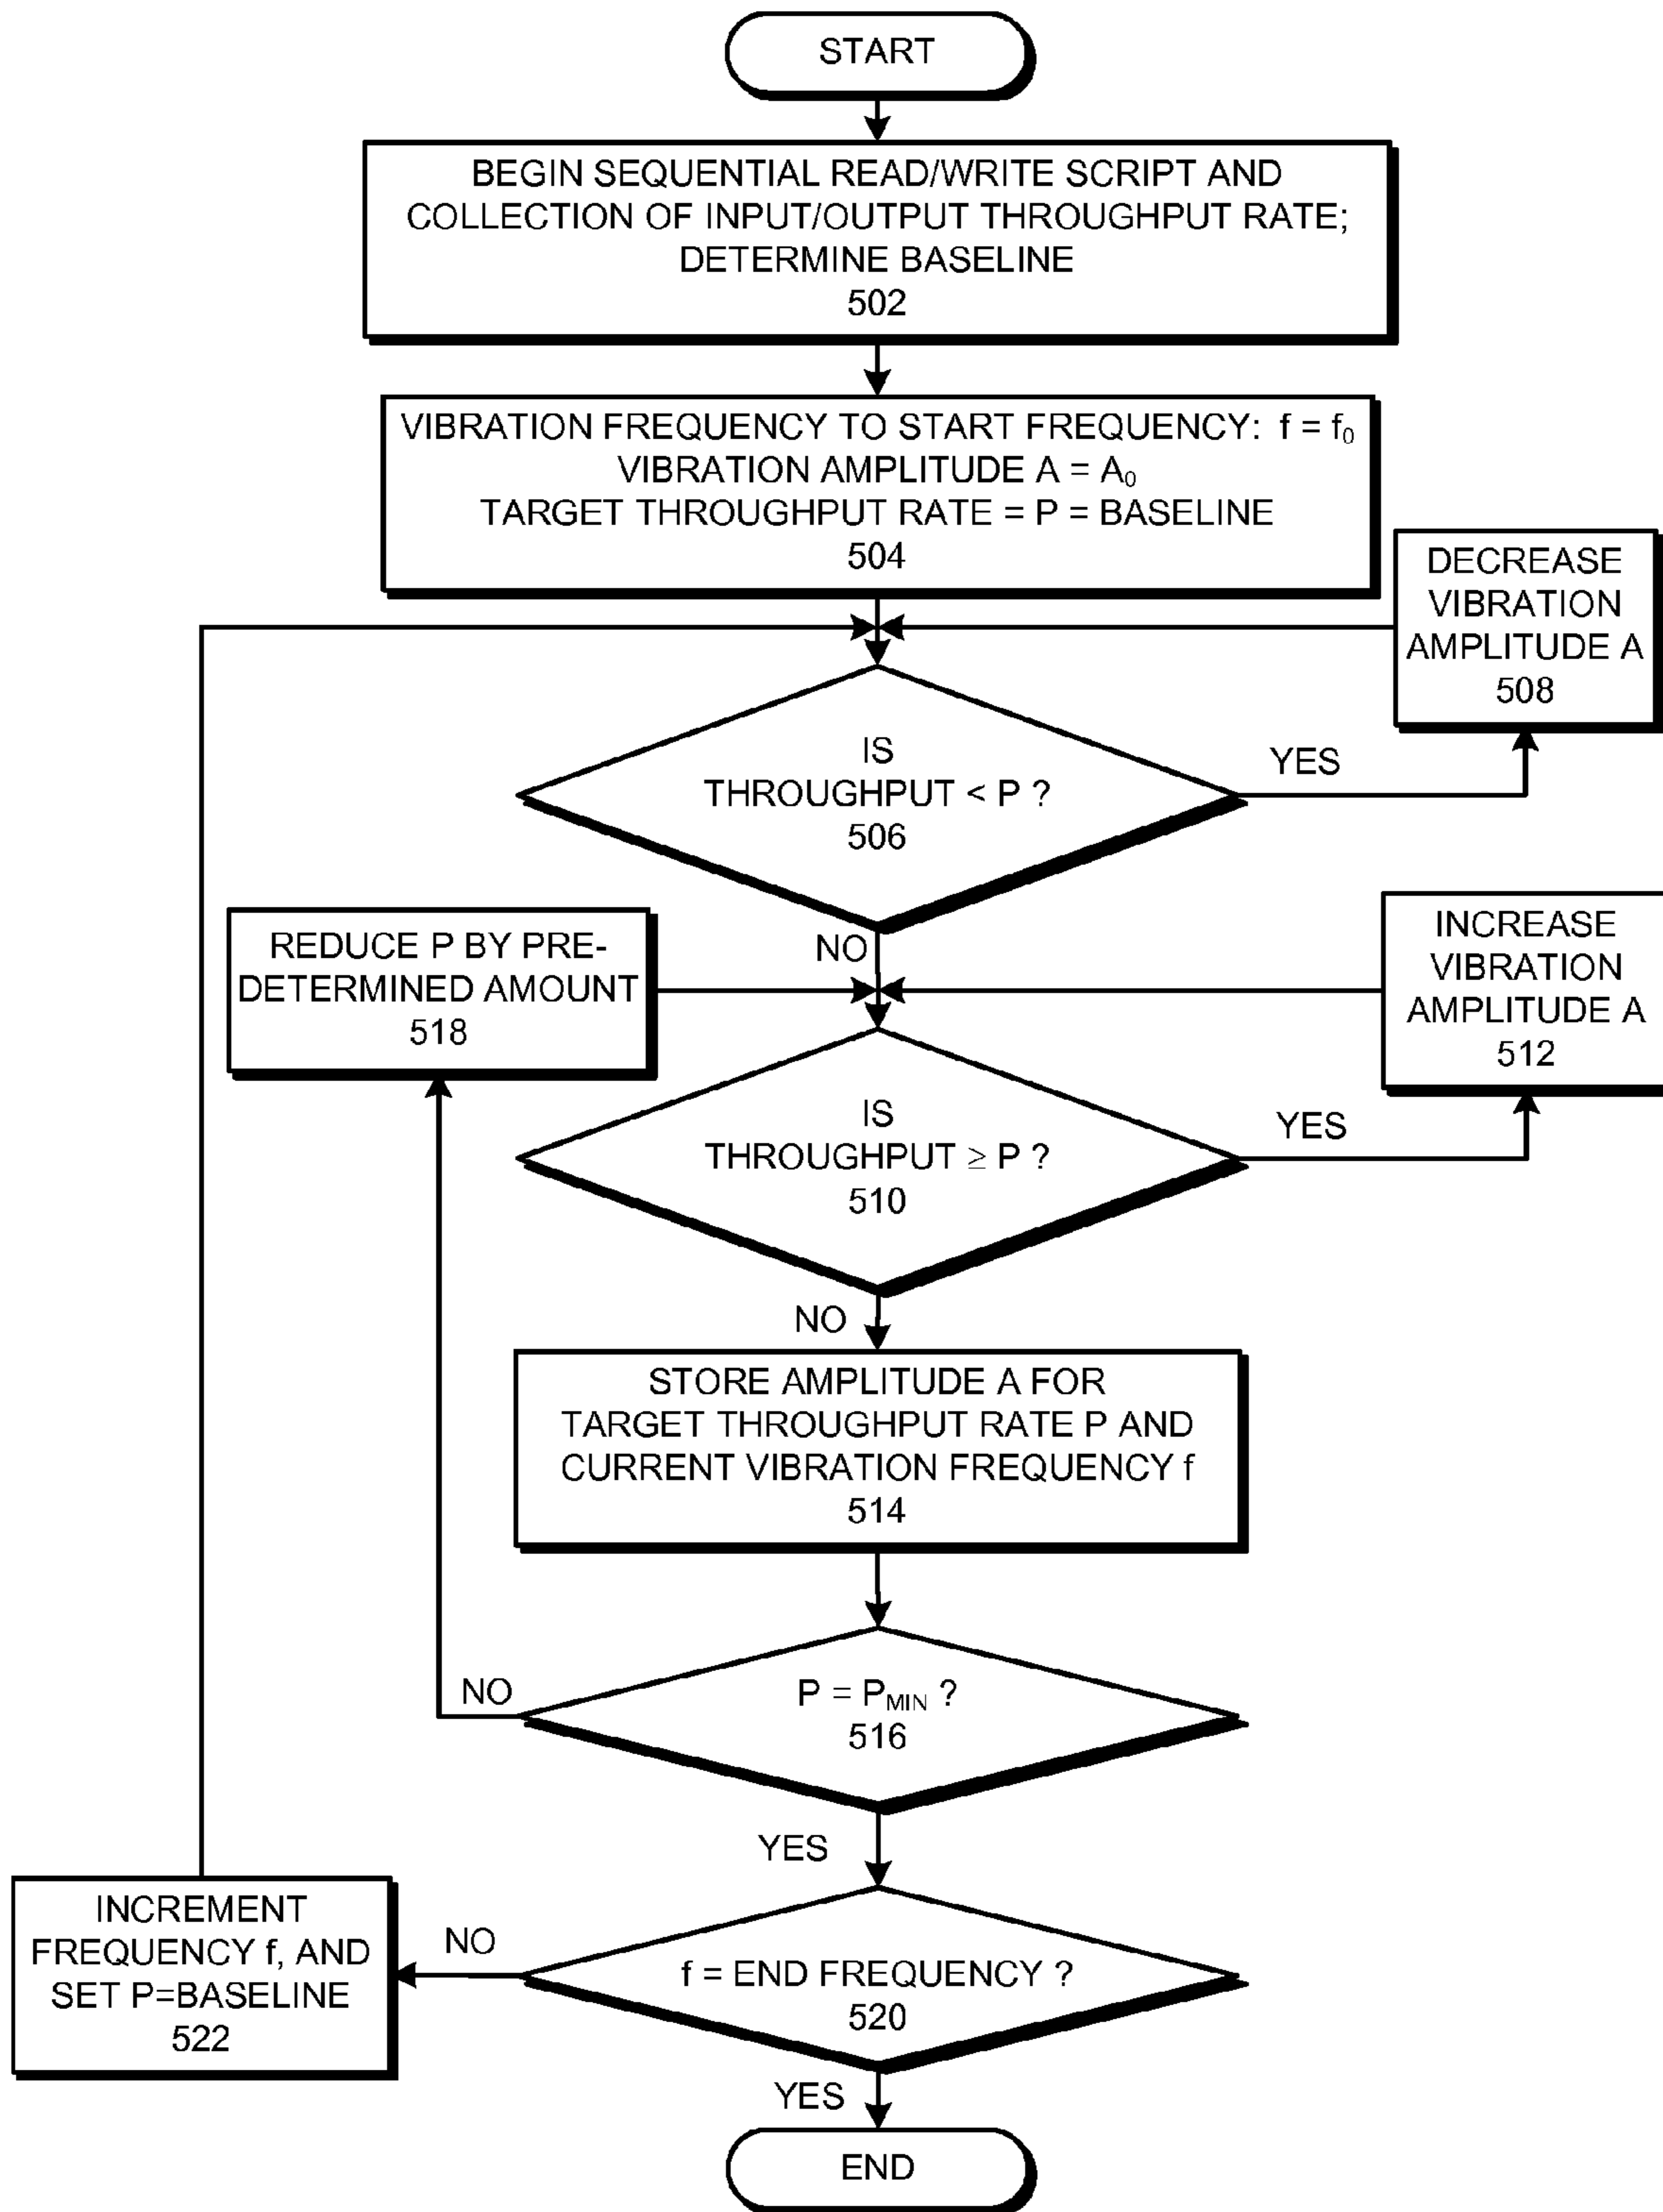 START
BEGIN SEQUENTIAL READ/WRITE SCRIPT AND
COLLECTION OF INPUT/OUTPUT THROUGHPUT RATE;
DETERMINE BASELINE
502
VIBRATION FREQUENCY TO START FREQUENCY: f = f₀
VIBRATION AMPLITUDE A = A₀
TARGET THROUGHPUT RATE = P = BASELINE
504
DECREASE
VIBRATION
AMPLITUDE A
508
IS
THROUGHPUT < P ?
506
YES
NO
REDUCE P BY PRE-
DETERMINED AMOUNT
518
INCREASE
VIBRATION
AMPLITUDE A
512
IS
THROUGHPUT ≥ P ?
510
YES
NO
STORE AMPLITUDE A FOR
TARGET THROUGHPUT RATE P AND
CURRENT VIBRATION FREQUENCY f
514
P = P_MIN ?
516
NO
YES
INCREMENT
FREQUENCY f, AND
SET P=BASELINE
522
NO
f = END FREQUENCY ?
520
YES
END